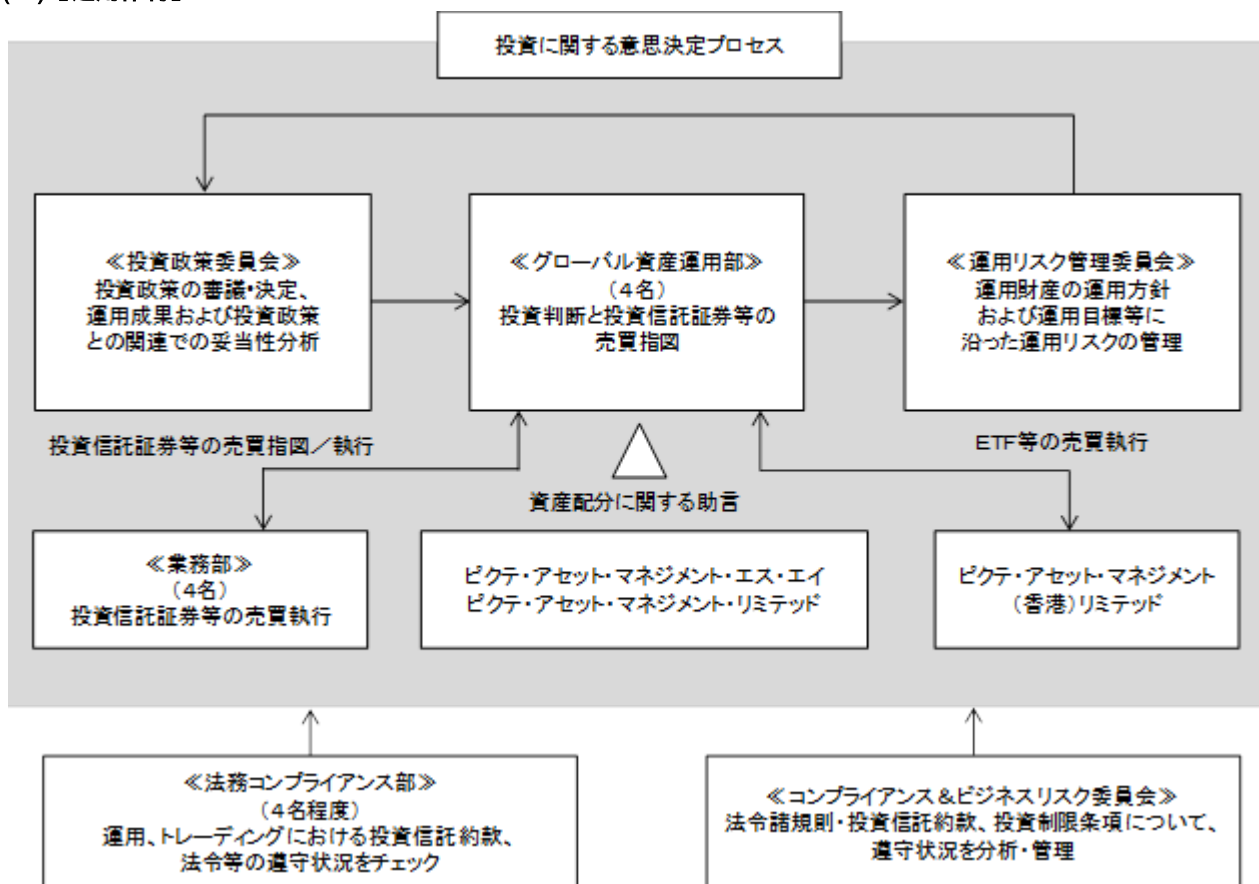 投資に関する意思決定プロセス
≪投資政策委員会≫
投資政策の審議・決定、
運用成果および投資政策
との関連での妥当性分析
≪グローバル資産運用部≫
(4名)
投資判断と投資信託証券等の
売買指図
≪運用リスク管理委員会≫
運用財産の運用方針
および運用目標等に
沿った運用リスクの管理
投資信託証券等の売買指図／執行
ETF等の売買執行
資産配分に関する助言
≪業務部≫
(4名)
投資信託証券等の売買執行
ピクテ・アセット・マネジメント・エス・エイ
ピクテ・アセット・マネジメント・リミテッド
ピクテ・アセット・マネジメント
(香港)リミテッド
≪法務コンプライアンス部≫
(4名程度)
運用、トレーディングにおける投資信託約款、
法令等の遵守状況をチェック
≪コンプライアンス＆ビジネスリスク委員会≫
法令諸規則・投資信託約款、投資制限条項について、
遵守状況を分析・管理